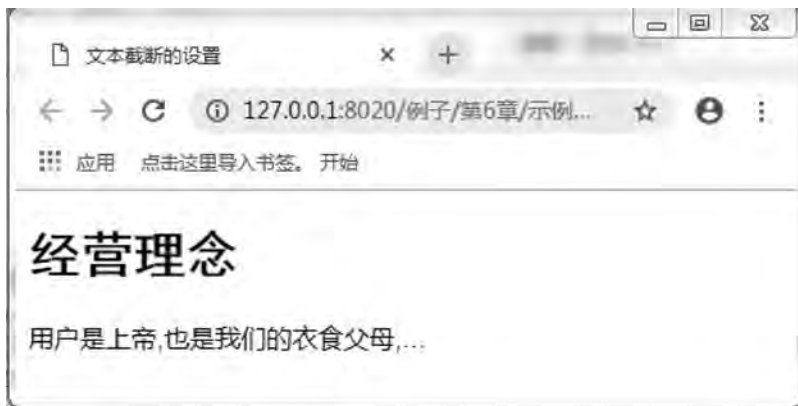 文本截断的设置
127.0.0.1:8020/例子/第6章/示例...
应用 点击这里导入书签。 开始
经营理念
用户是上帝,也是我们的衣食父母,...